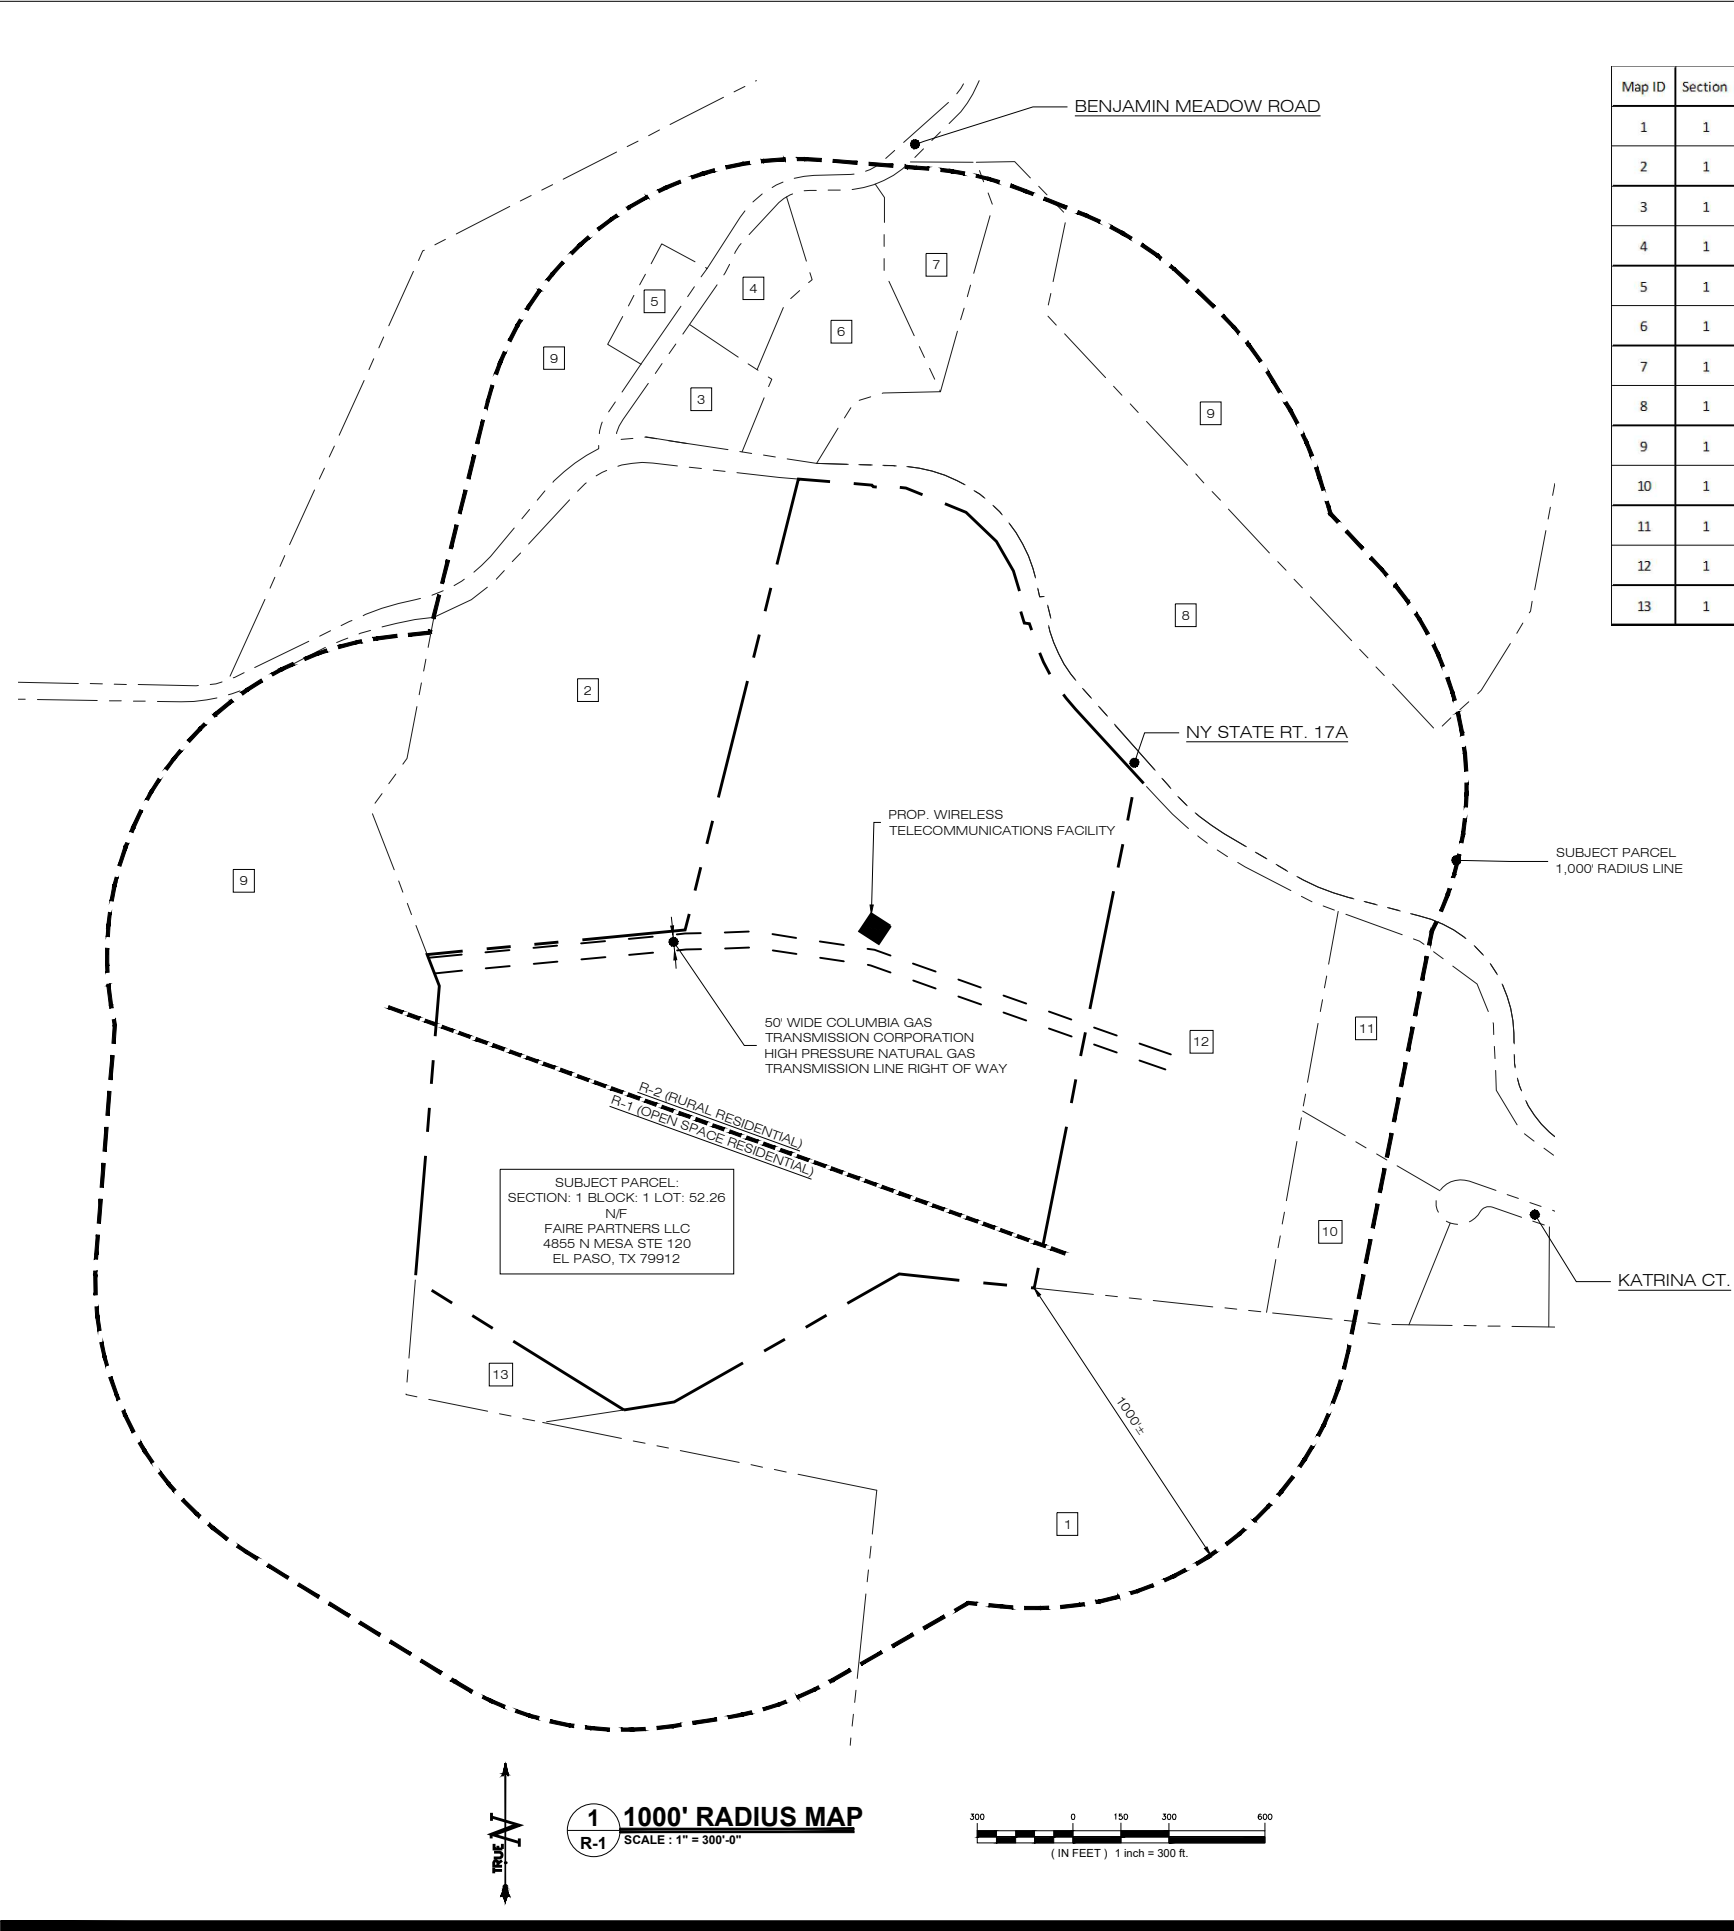 BENJAMIN MEADOW ROAD
Map ID Section
1 1
2 1
3 1
4 1
5 1
6 1
7 1
8 1
9 1
10 1
11 1
12 1
13 1
7
4
5
6
9
3
9
8
2
NY STATE RT. 17A
PROP. WIRELESS
TELECOMMUNICATIONS FACILITY
SUBJECT PARCEL
1,000' RADIUS LINE
9
50' WIDE COLUMBIA GAS
TRANSMISSION CORPORATION
HIGH PRESSURE NATURAL GAS
TRANSMISSION LINE RIGHT OF WAY
11
12
R-2 (RURAL RESIDENTIAL)
R-1 (OPEN SPACE RESIDENTIAL)
SUBJECT PARCEL:
SECTION: 1 BLOCK: 1 LOT: 52.26
N/F
FAIRE PARTNERS LLC
4855 N MESA STE 120
EL PASO, TX 79912
10
KATRINA CT.
13
1000'±
1
TRUE N
1
R-1
1000' RADIUS MAP
SCALE : 1" = 300'-0"
300 0 150 300 600
( IN FEET ) 1 inch = 300 ft.